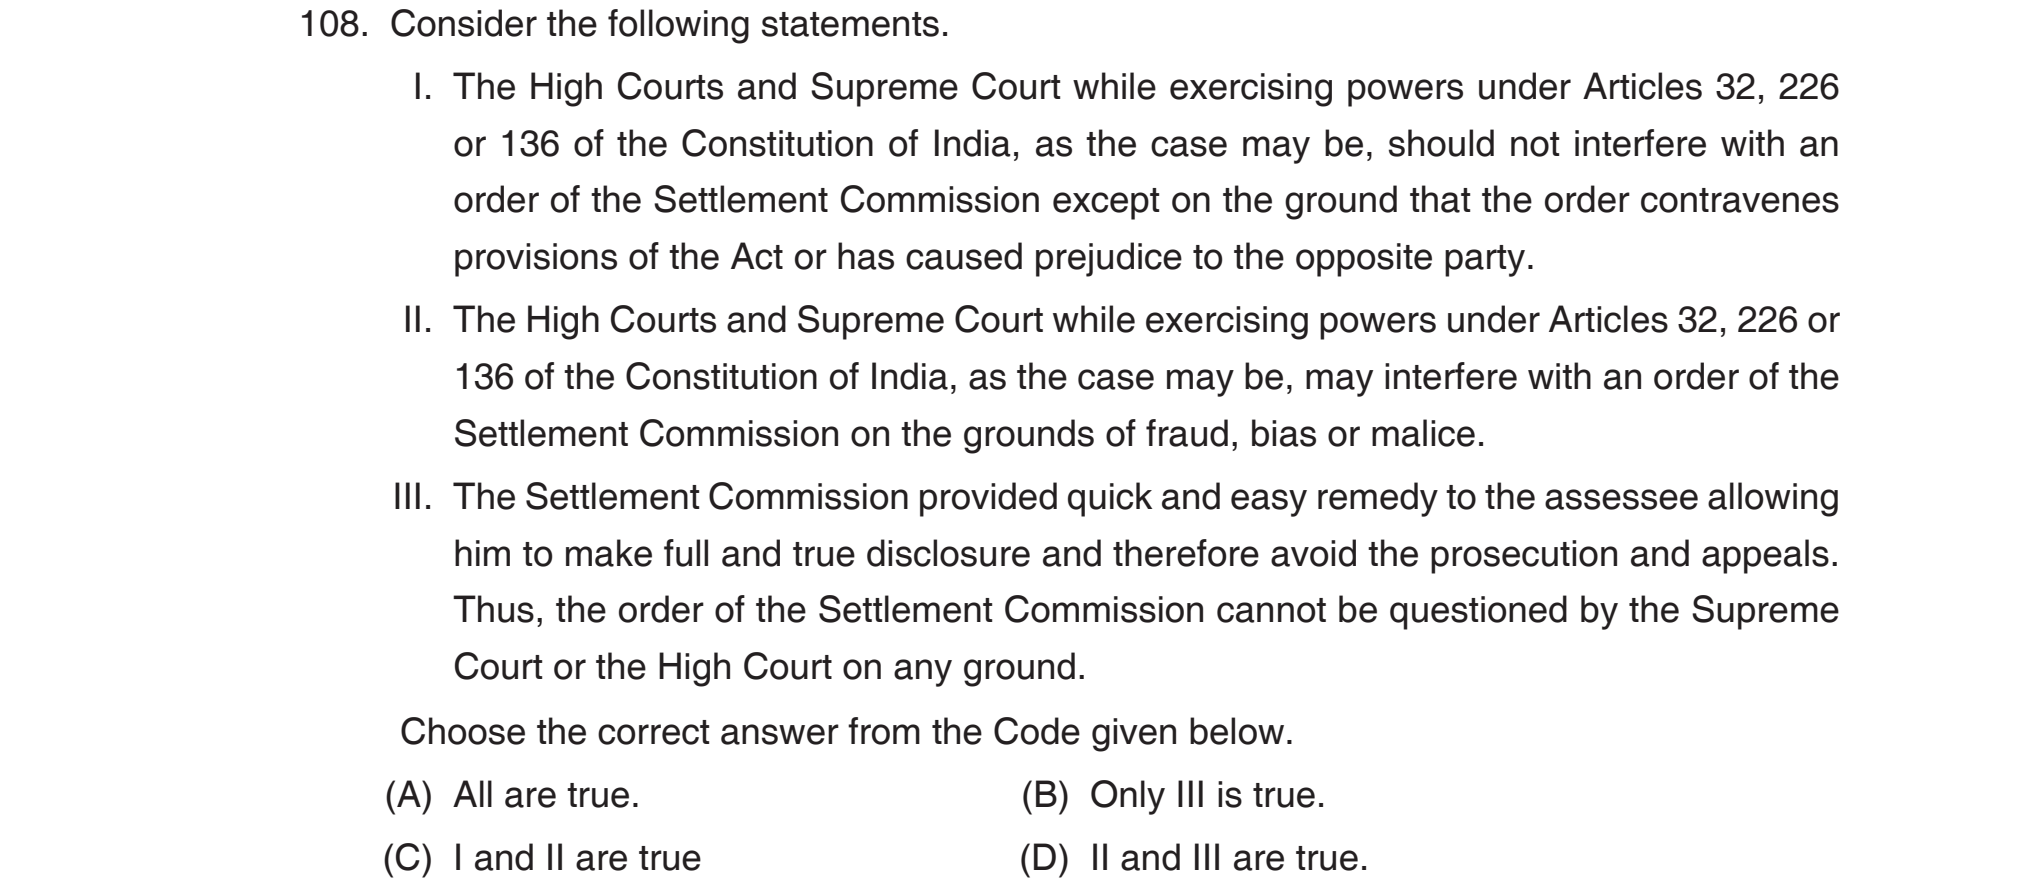 108. Consider the following statements.
I. The High Courts and Supreme Court while exercising powers under Articles 32, 226
or 136 of the Constitution of India, as the case may be, should not interfere with an
order of the Settlement Commission except on the ground that the order contravenes
provisions of the Act or has caused prejudice to the opposite party.
II. The High Courts and Supreme Court while exercising powers under Articles 32, 226 or
136 of the Constitution of India, as the case may be, may interfere with an order of the
Settlement Commission on the grounds of fraud, bias or malice.
III. The Settlement Commission provided quick and easy remedy to the assessee allowing
him to make full and true disclosure and therefore avoid the prosecution and appeals.
Thus, the order of the Settlement Commission cannot be questioned by the Supreme
Court or the High Court on any ground.
Choose the correct answer from the Code given below.
(A) All are true. (B) Only III is true.
(C) I and II are true (D) II and III are true.